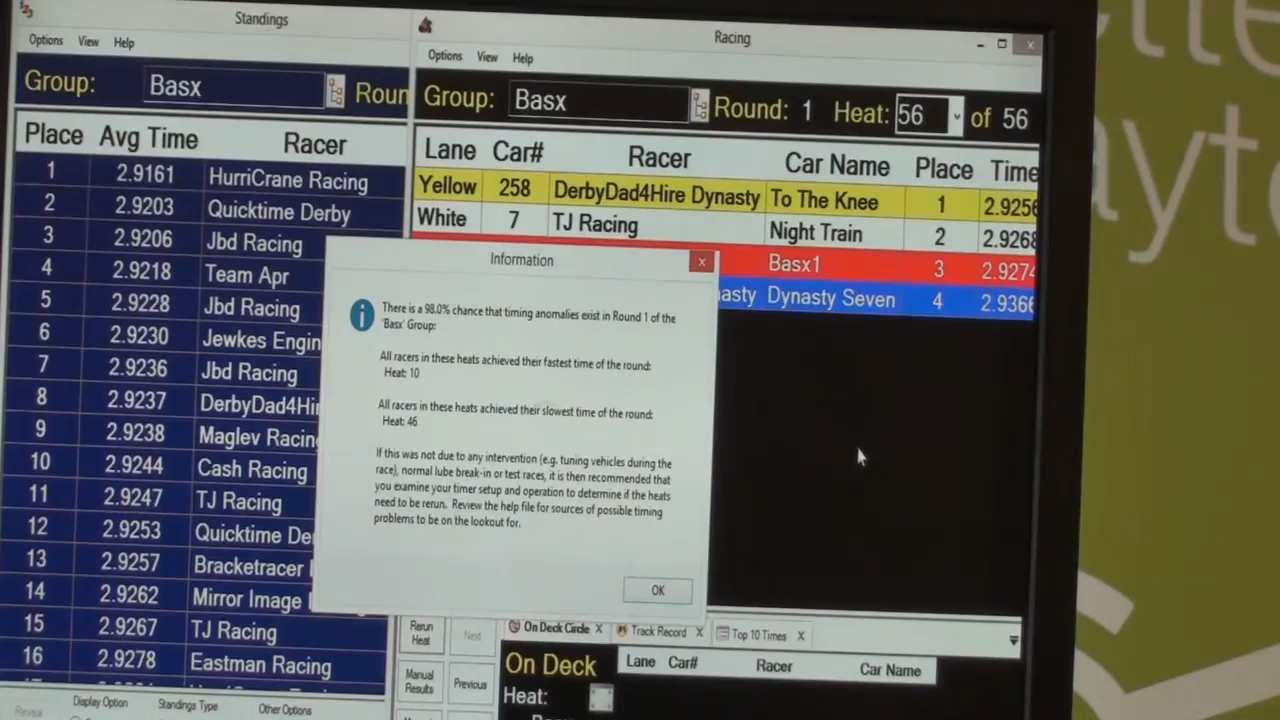 Standings
Options View Help
Group: Basx Roun
Place Avg Time Racer
1 2.9161 HurriCrane Racing
2 2.9203 Quicktime Derby
3 2.9206 Jbd Racing
4 2.9218 Team Apr
5 2.9228 Jbd Racing
6 2.9230 Jewkes Engin
7 2.9236 Jbd Racing
8 2.9237 DerbyDad4Hi
9 2.9238 Maglev Racin
10 2.9244 Cash Racing
11 2.9247 TJ Racing
12 2.9253 Quicktime De
13 2.9257 Bracketracer
14 2.9262 Mirror Image
15 2.9267 TJ Racing
16 2.9278 Eastman Racing
Display Option Standings Type Other Options
Reveal
Racing
Options View Help
Group: Basx Round: 1 Heat: 56 of 56
Lane Car# Racer Car Name Place Time
Yellow 258 DerbyDad4Hire Dynasty To The Knee 1 2.9256
White 7 TJ Racing Night Train 2 2.9268
Basx1 3 2.9274
asty Dynasty Seven 4 2.9366
Information
There is a 98.0% chance that timing anomalies exist in Round 1 of the
'Basx' Group:
All racers in these heats achieved their fastest time of the round:
Heat: 10
All racers in these heats achieved their slowest time of the round:
Heat: 46
If this was not due to any intervention (e.g. tuning vehicles during the
race), normal lube break-in or test races, it is then recommended that
you examine your timer setup and operation to determine if the heats
need to be rerun. Review the help file for sources of possible timing
problems to be on the lookout for.
OK
Rerun
Heat
Next
Manual
Results
Previous
On Deck Circle Track Record Top 10 Times
On Deck Lane Car# Racer Car Name
Heat: